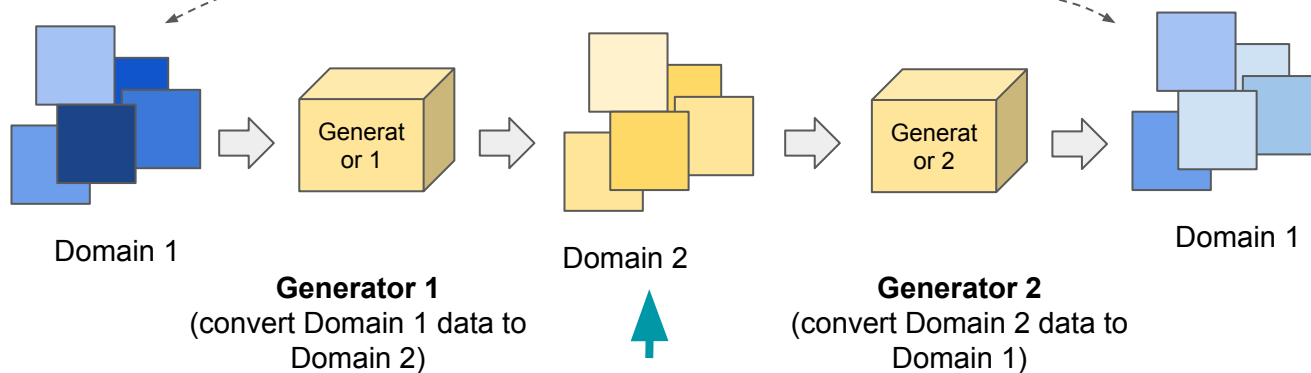 Generat
or 1
Generat
or 2
Domain 1
Domain 2
Domain 1
Generator 1
(convert Domain 1 data to
Domain 2)
Generator 2
(convert Domain 2 data to
Domain 1)